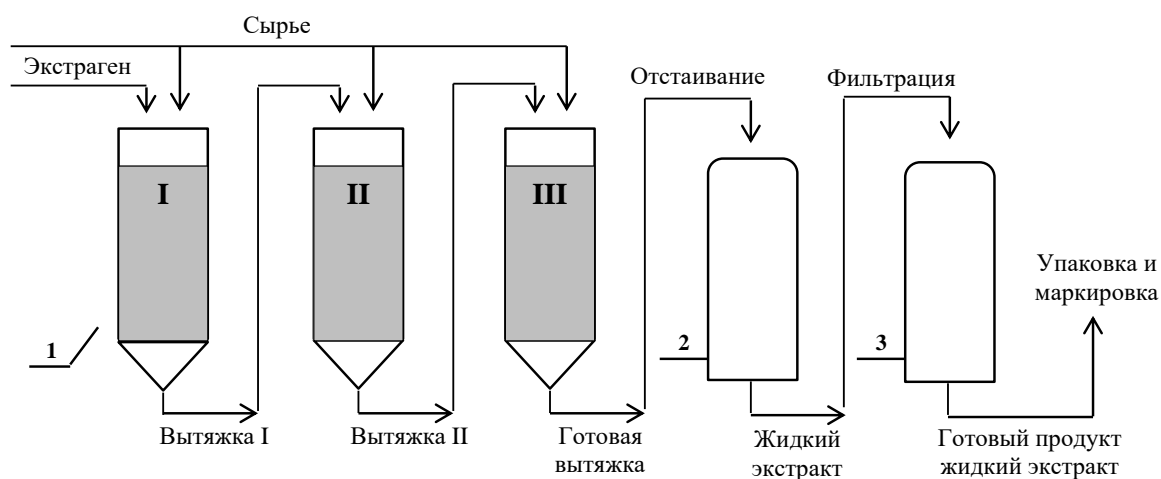 Сырье
Экстраген
Отстаивание
Фильтрация
I
II
III
Упаковка и
маркировка
1
2
3
Вытяжка I
Вытяжка II
Готовая
вытяжка
Жидкий
экстракт
Готовый продукт
жидкий экстракт